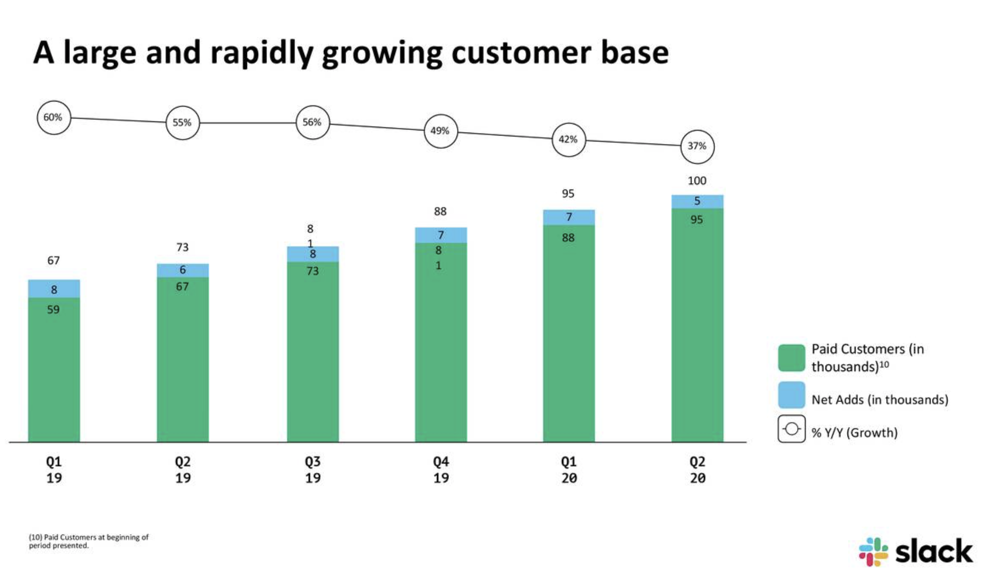 A large and rapidly growing customer base
60%
55%
56%
49%
42%
37%
67
8
59
73
6
67
8
1
8
73
88
7
8
1
95
7
88
100
5
95
Q1
19
Q2
19
Q3
19
Q4
19
Q1
20
Q2
20
Paid Customers (in
thousands)¹⁰
Net Adds (in thousands)
% Y/Y (Growth)
(10) Paid Customers at beginning of
period presented.
slack